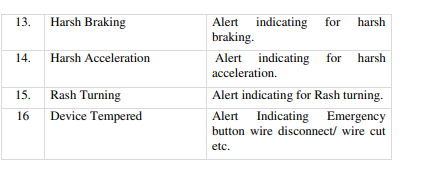 13. Harsh Braking Alert indicating for harsh
braking.
14. Harsh Acceleration Alert indicating for harsh
acceleration.
15. Rash Turning Alert indicating for Rash turning.
16 Device Tempered Alert Indicating Emergency
button wire disconnect/ wire cut
etc.